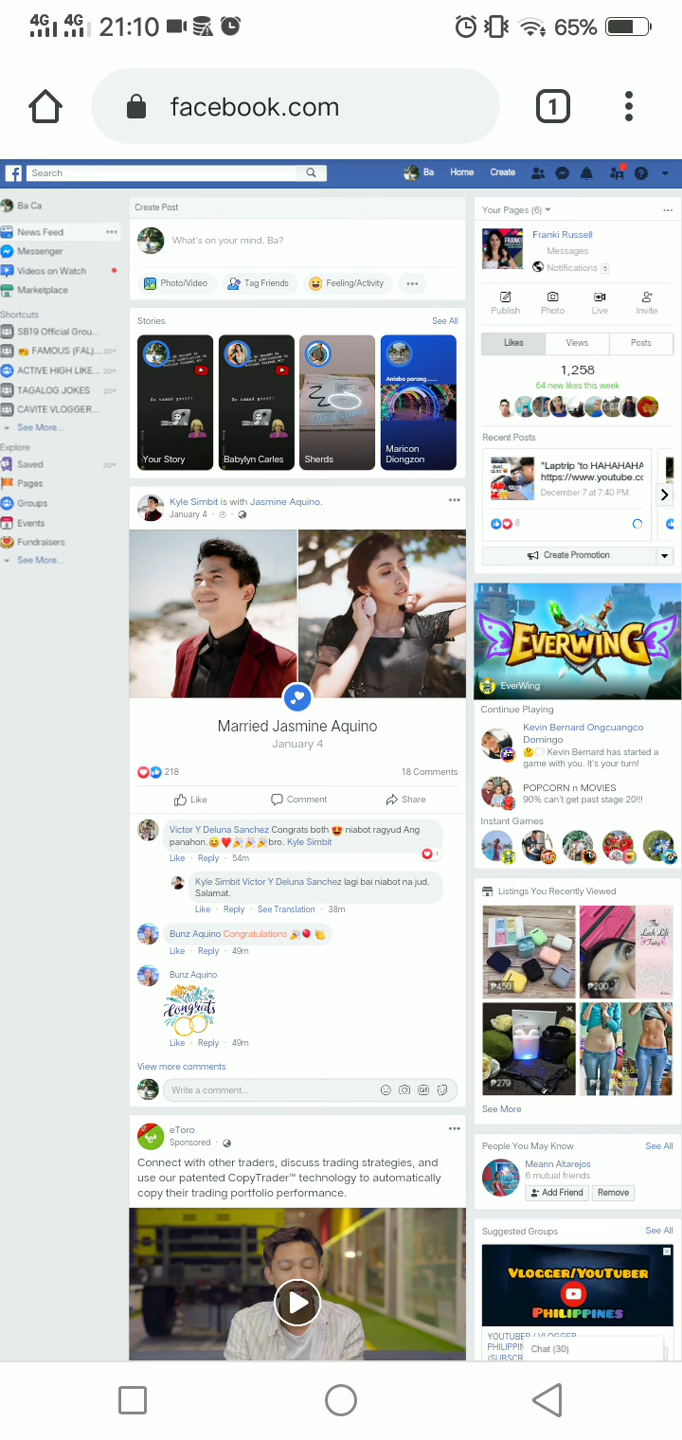 4G 4G 21:10 65%
facebook.com
1
Search
Ba Home Create
Ba Ca
News Feed
Messenger
Videos on Watch
Marketplace
Shortcuts
SB19 Official Grou...
FAMOUS (FAL)... 20+
ACTIVE HIGH LIKE... 20+
TAGALOG JOKES 20+
CAVITE VLOGGER...
See More...
Explore
Saved 20+
Pages
Groups
Events
Fundraisers
See More...
Create Post
What's on your mind, Ba?
Photo/Video
Tag Friends
Feeling/Activity
Stories See All
Your Story
Babylyn Carles
Sherds
Maricon
Diongzon
Kyle Simbit is with Jasmine Aquino.
January 4
Married Jasmine Aquino
January 4
218 18 Comments
Like Comment Share
Victor Y Deluna Sanchez Congrats both 😍 niabot ragyud Ang
panahon.😊❤️🎉🎉🎉bro. Kyle Simbit
1
Like · Reply · 54m
Kyle Simbit Victor Y Deluna Sanchez lagi bai niabot na jud.
Salamat.
Like · Reply · See Translation · 38m
Bunz Aquino Congratulations 🎉🎈👏
Like · Reply · 49m
Bunz Aquino
Congrats
Like · Reply · 49m
View more comments
Write a comment...
GIF
eToro
Sponsored
Connect with other traders, discuss trading strategies, and
use our patented CopyTrader™ technology to automatically
copy their trading portfolio performance.
Your Pages (6)
Franki Russell
FRANKI
Messages
Notifications 5
Publish Photo Live Invite
Likes Views Posts
1,258
64 new likes this week
Recent Posts
"Laptrip 'to HAHAHAHA
https://www.youtube.co
December 7 at 7:40 PM
8
Create Promotion
EVERWING
EverWing
Continue Playing
Kevin Bernard Ongcuangco
Domingo
🤔💭 Kevin Bernard has started a
game with you. It's your turn!
POPCORN n MOVIES
90% can't get past stage 20!!!
Instant Games
Listings You Recently Viewed
₱450
The
Lash Lift
Fairy
₱200
₱279
₱9
See More
People You May Know See All
Meann Altarejos
6 mutual friends
Add Friend Remove
Suggested Groups See All
VLOGGER/YOUTUBER
PHILIPPINES
Chat (30)